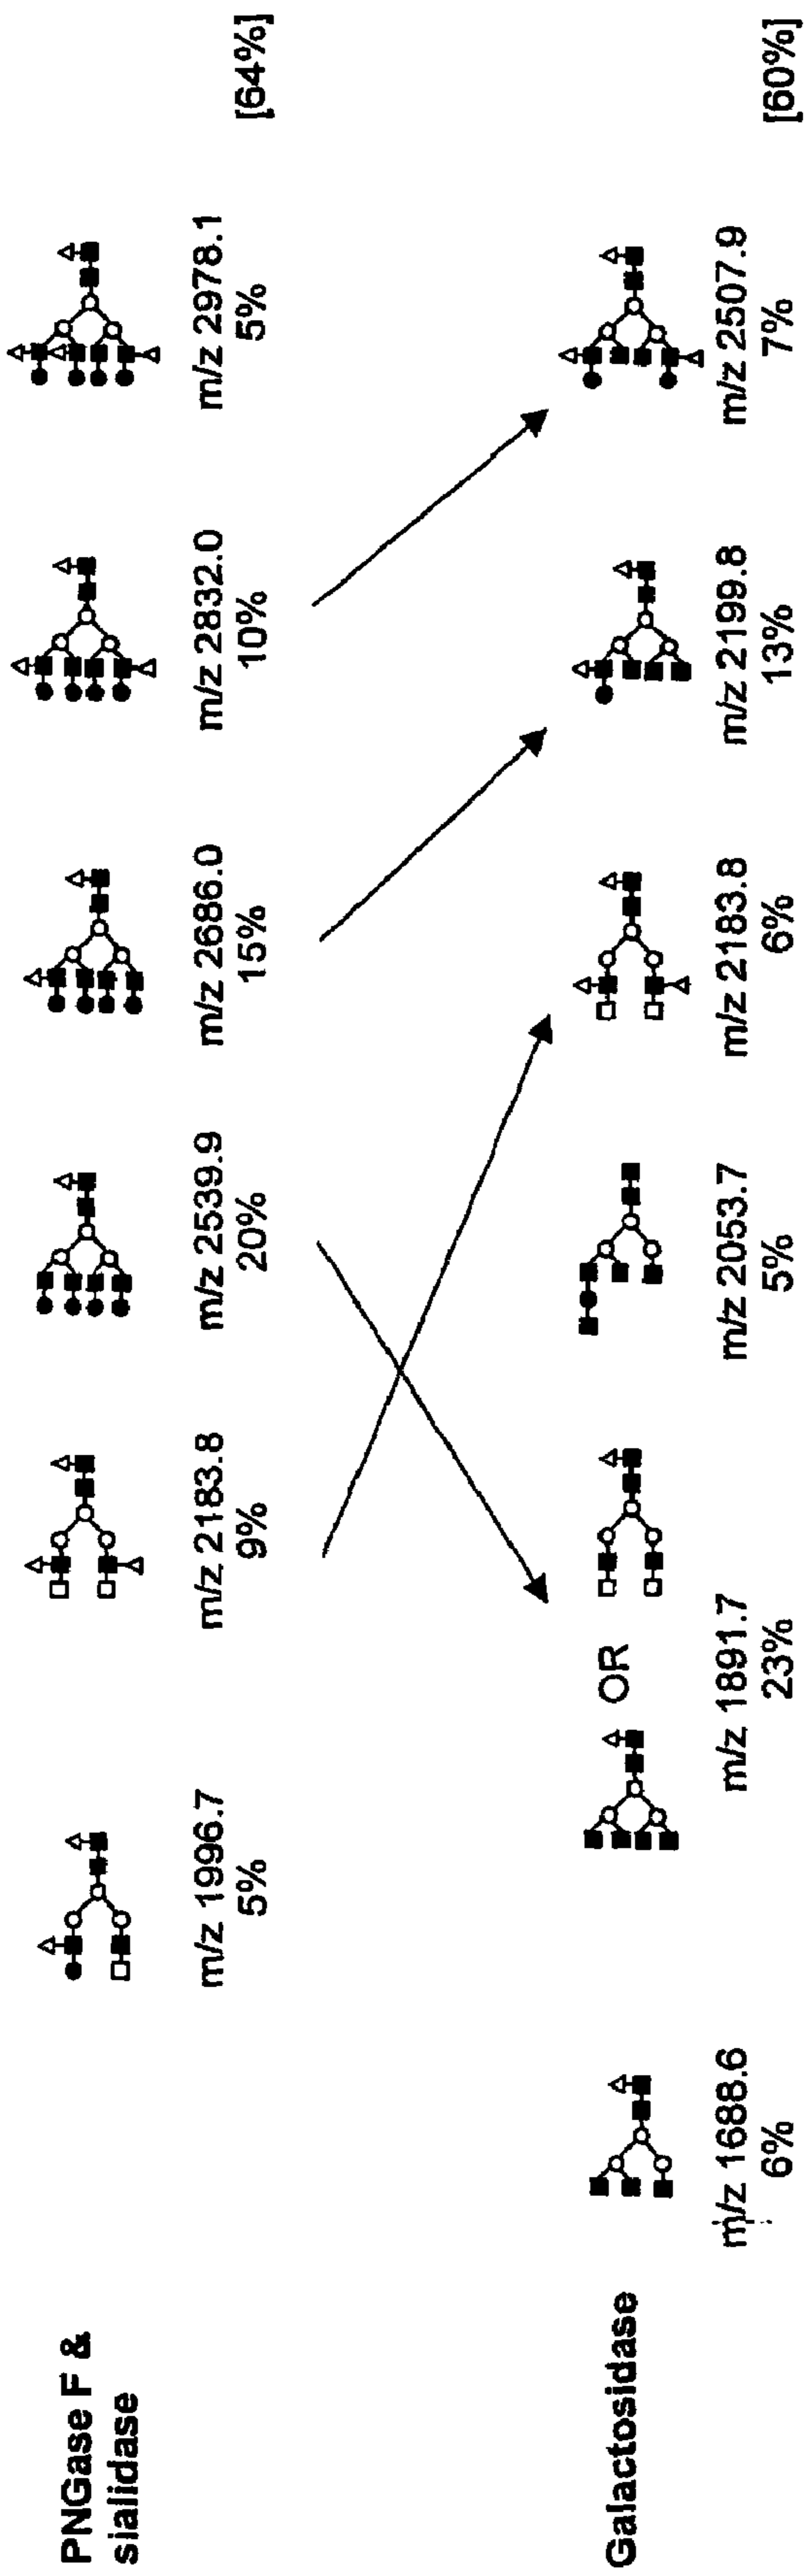 PNGase F &
sialidase
m/z 1996.7
5%
m/z 2183.8
9%
m/z 2539.9
20%
m/z 2686.0
15%
m/z 2832.0
10%
m/z 2978.1
5%
[64%]
Galactosidase
m/z 1688.6
6%
OR
m/z 1891.7
23%
m/z 2053.7
5%
m/z 2183.8
6%
m/z 2199.8
13%
m/z 2507.9
7%
[60%]